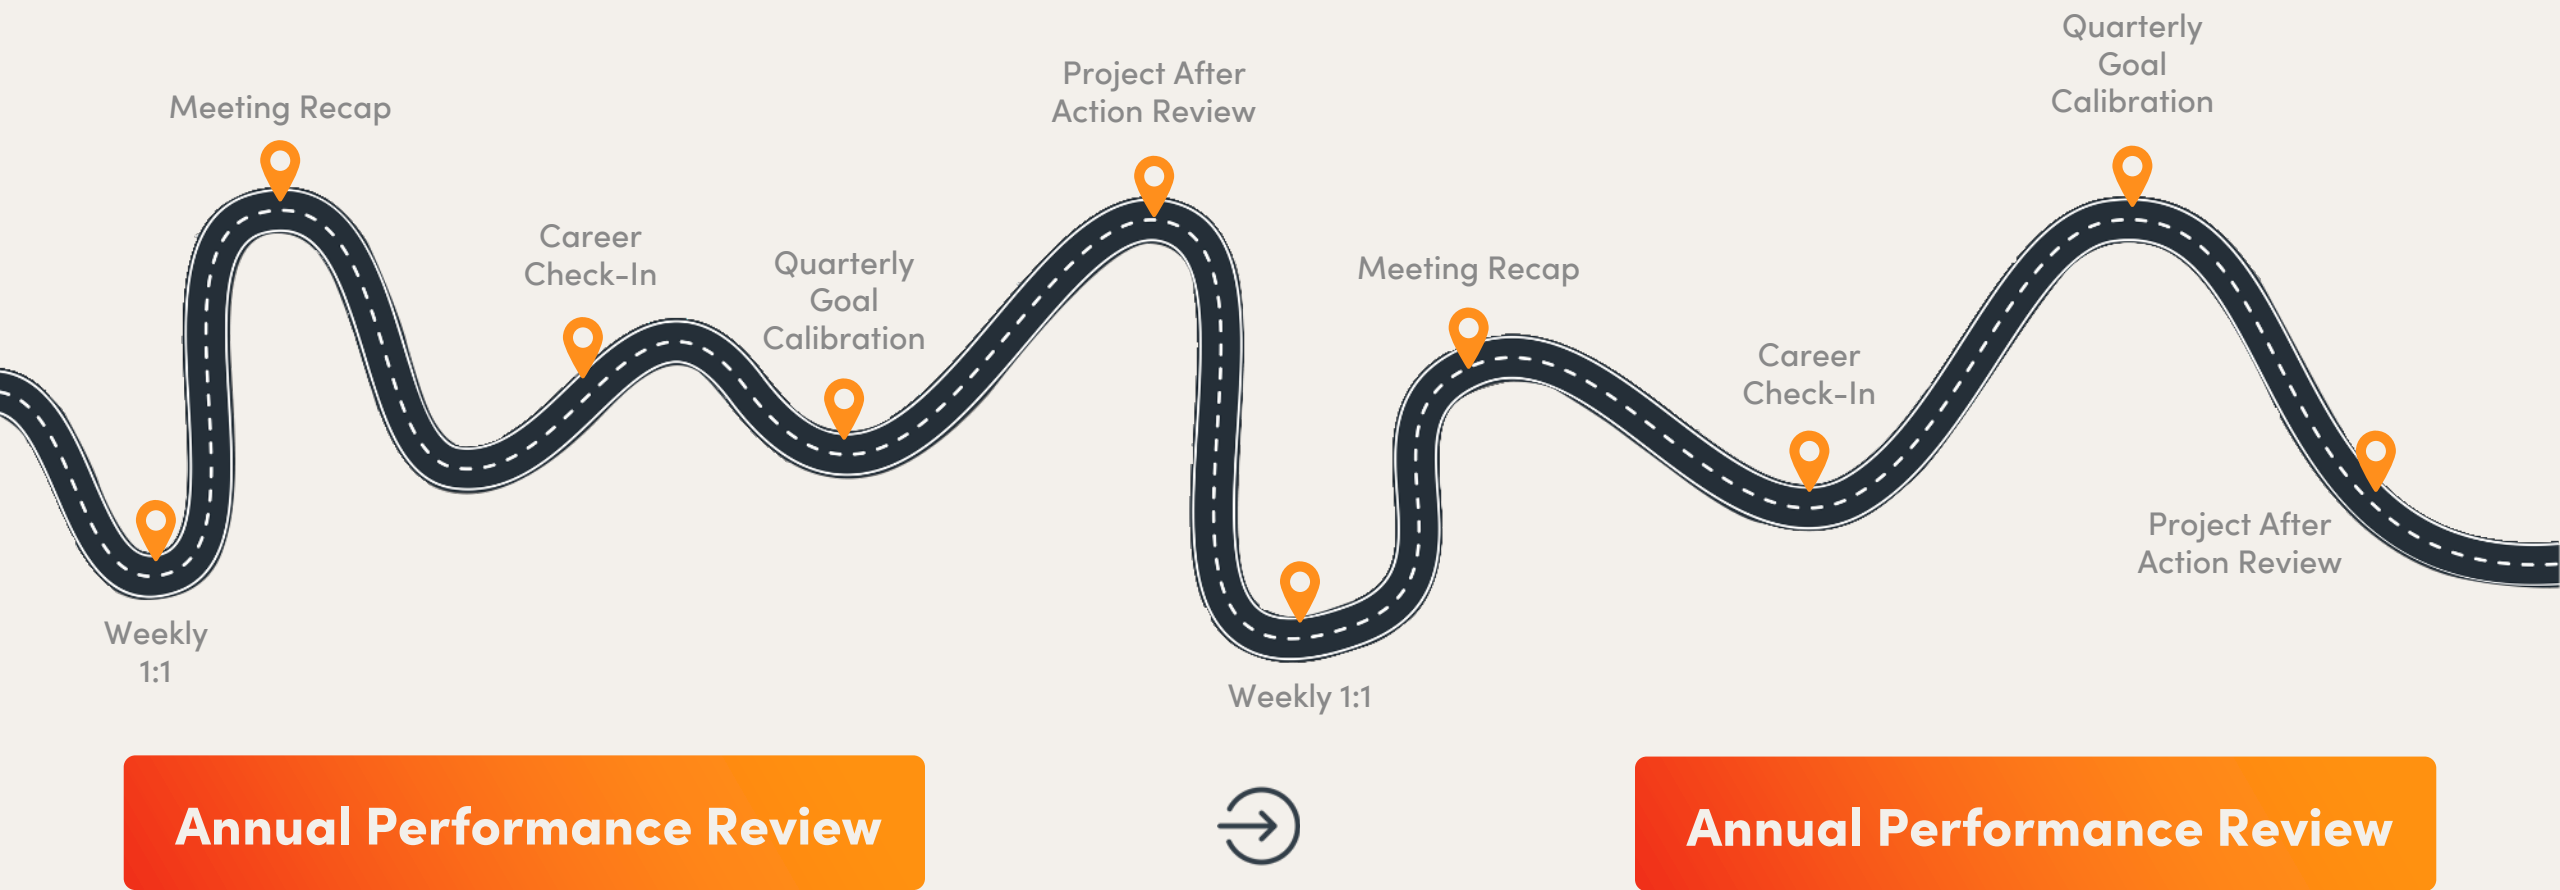 Meeting Recap
Weekly
1:1
Career
Check-In
Quarterly
Goal
Calibration
Project After
Action Review
Weekly 1:1
Meeting Recap
Career
Check-In
Quarterly
Goal
Calibration
Project After
Action Review
Annual Performance Review
Annual Performance Review